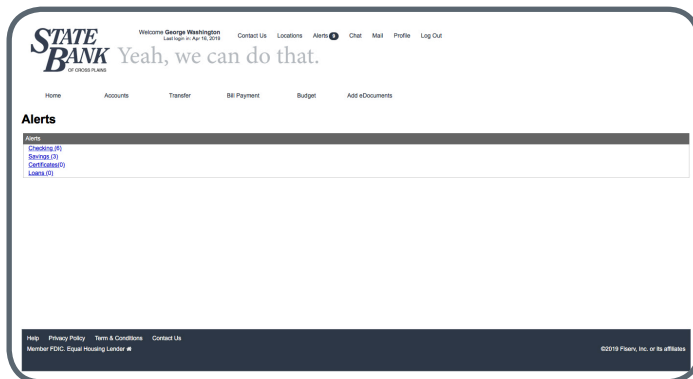 STATE
BANK
OF CROSS PLAINS
Yeah, we can do that.
Welcome George Washington
Last login in: Apr 16, 2019
Contact Us Locations Alerts 9 Chat Mail Profile Log Out
Home Accounts Transfer Bill Payment Budget Add eDocuments
Alerts
Alerts
Checking (6)
Savings (3)
Certificates(0)
Loans (0)
Help Privacy Policy Term & Conditions Contact Us
Member FDIC. Equal Housing Lender
©2019 Fiserv, Inc. or its affiliates